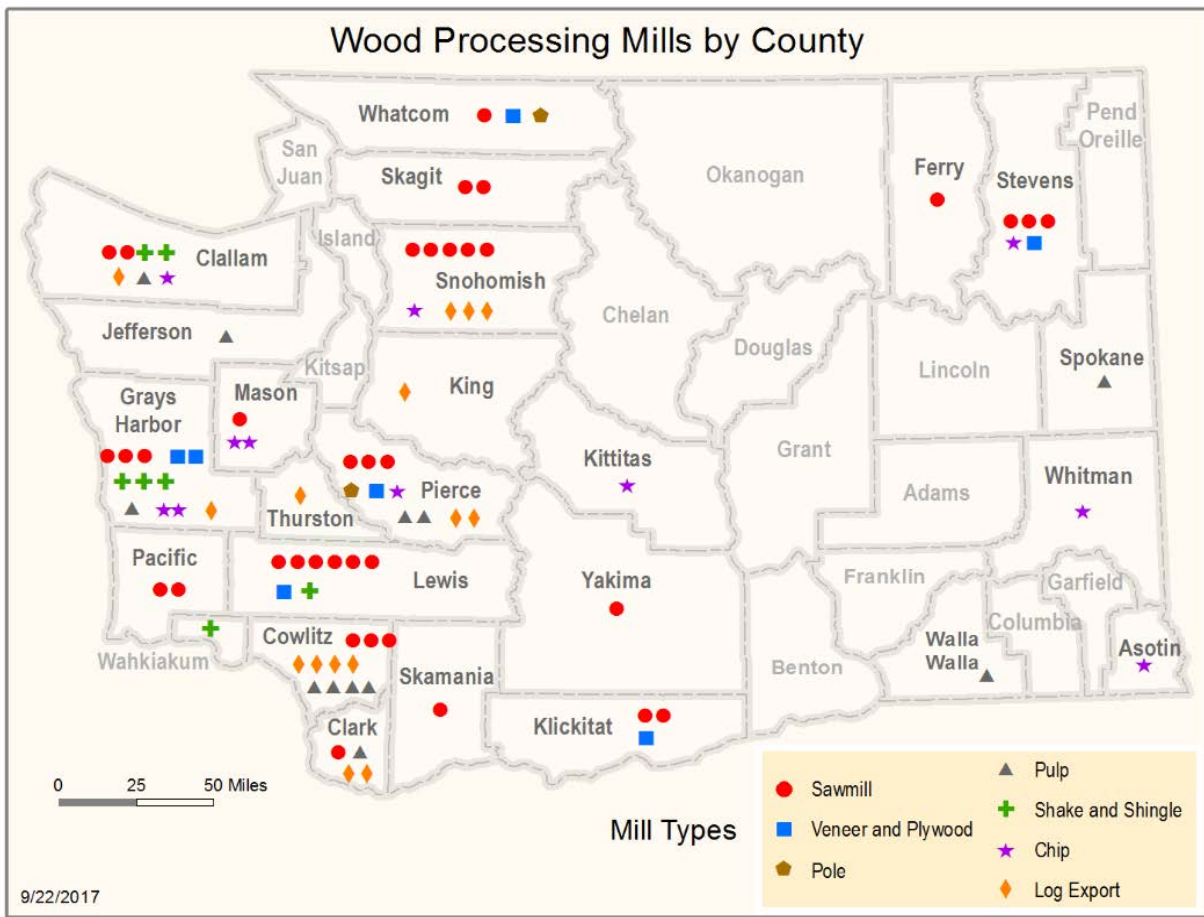 Wood Processing Mills by County
Whatcom
San
Juan
Skagit
Okanogan
Ferry
Stevens
Pend
Oreille
Clallam
Island
Snohomish
Chelan
Douglas
Jefferson
Kitsap
King
Lincoln
Spokane
Grays
Harbor
Mason
Kittitas
Grant
Adams
Whitman
Thurston
Pierce
Pacific
Lewis
Yakima
Franklin
Garfield
Columbia
Wahkiakum
Cowlitz
Skamania
Benton
Walla
Walla
Asotin
Clark
Klickitat
0 25 50 Miles
Mill Types
Sawmill
Veneer and Plywood
Pole
Pulp
Shake and Shingle
Chip
Log Export
9/22/2017